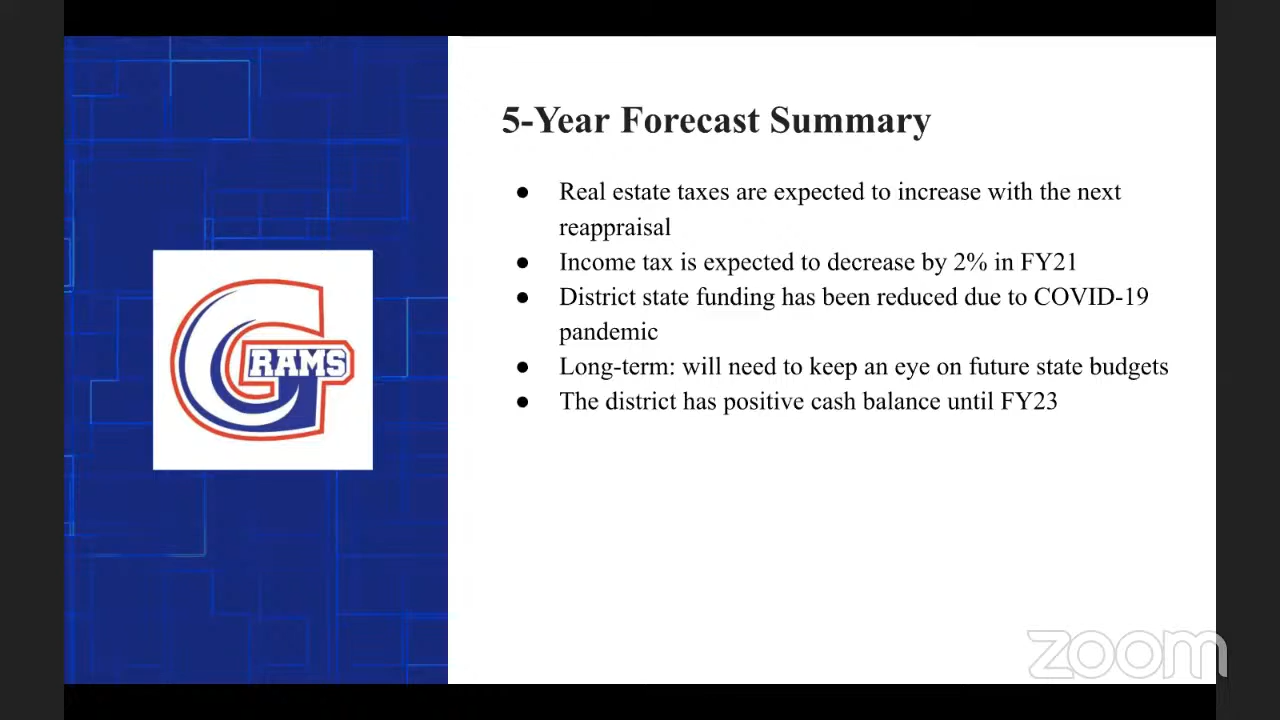 5-Year Forecast Summary
● Real estate taxes are expected to increase with the next
reappraisal
● Income tax is expected to decrease by 2% in FY21
● District state funding has been reduced due to COVID-19
pandemic
● Long-term: will need to keep an eye on future state budgets
● The district has positive cash balance until FY23
G RAMS
zoom